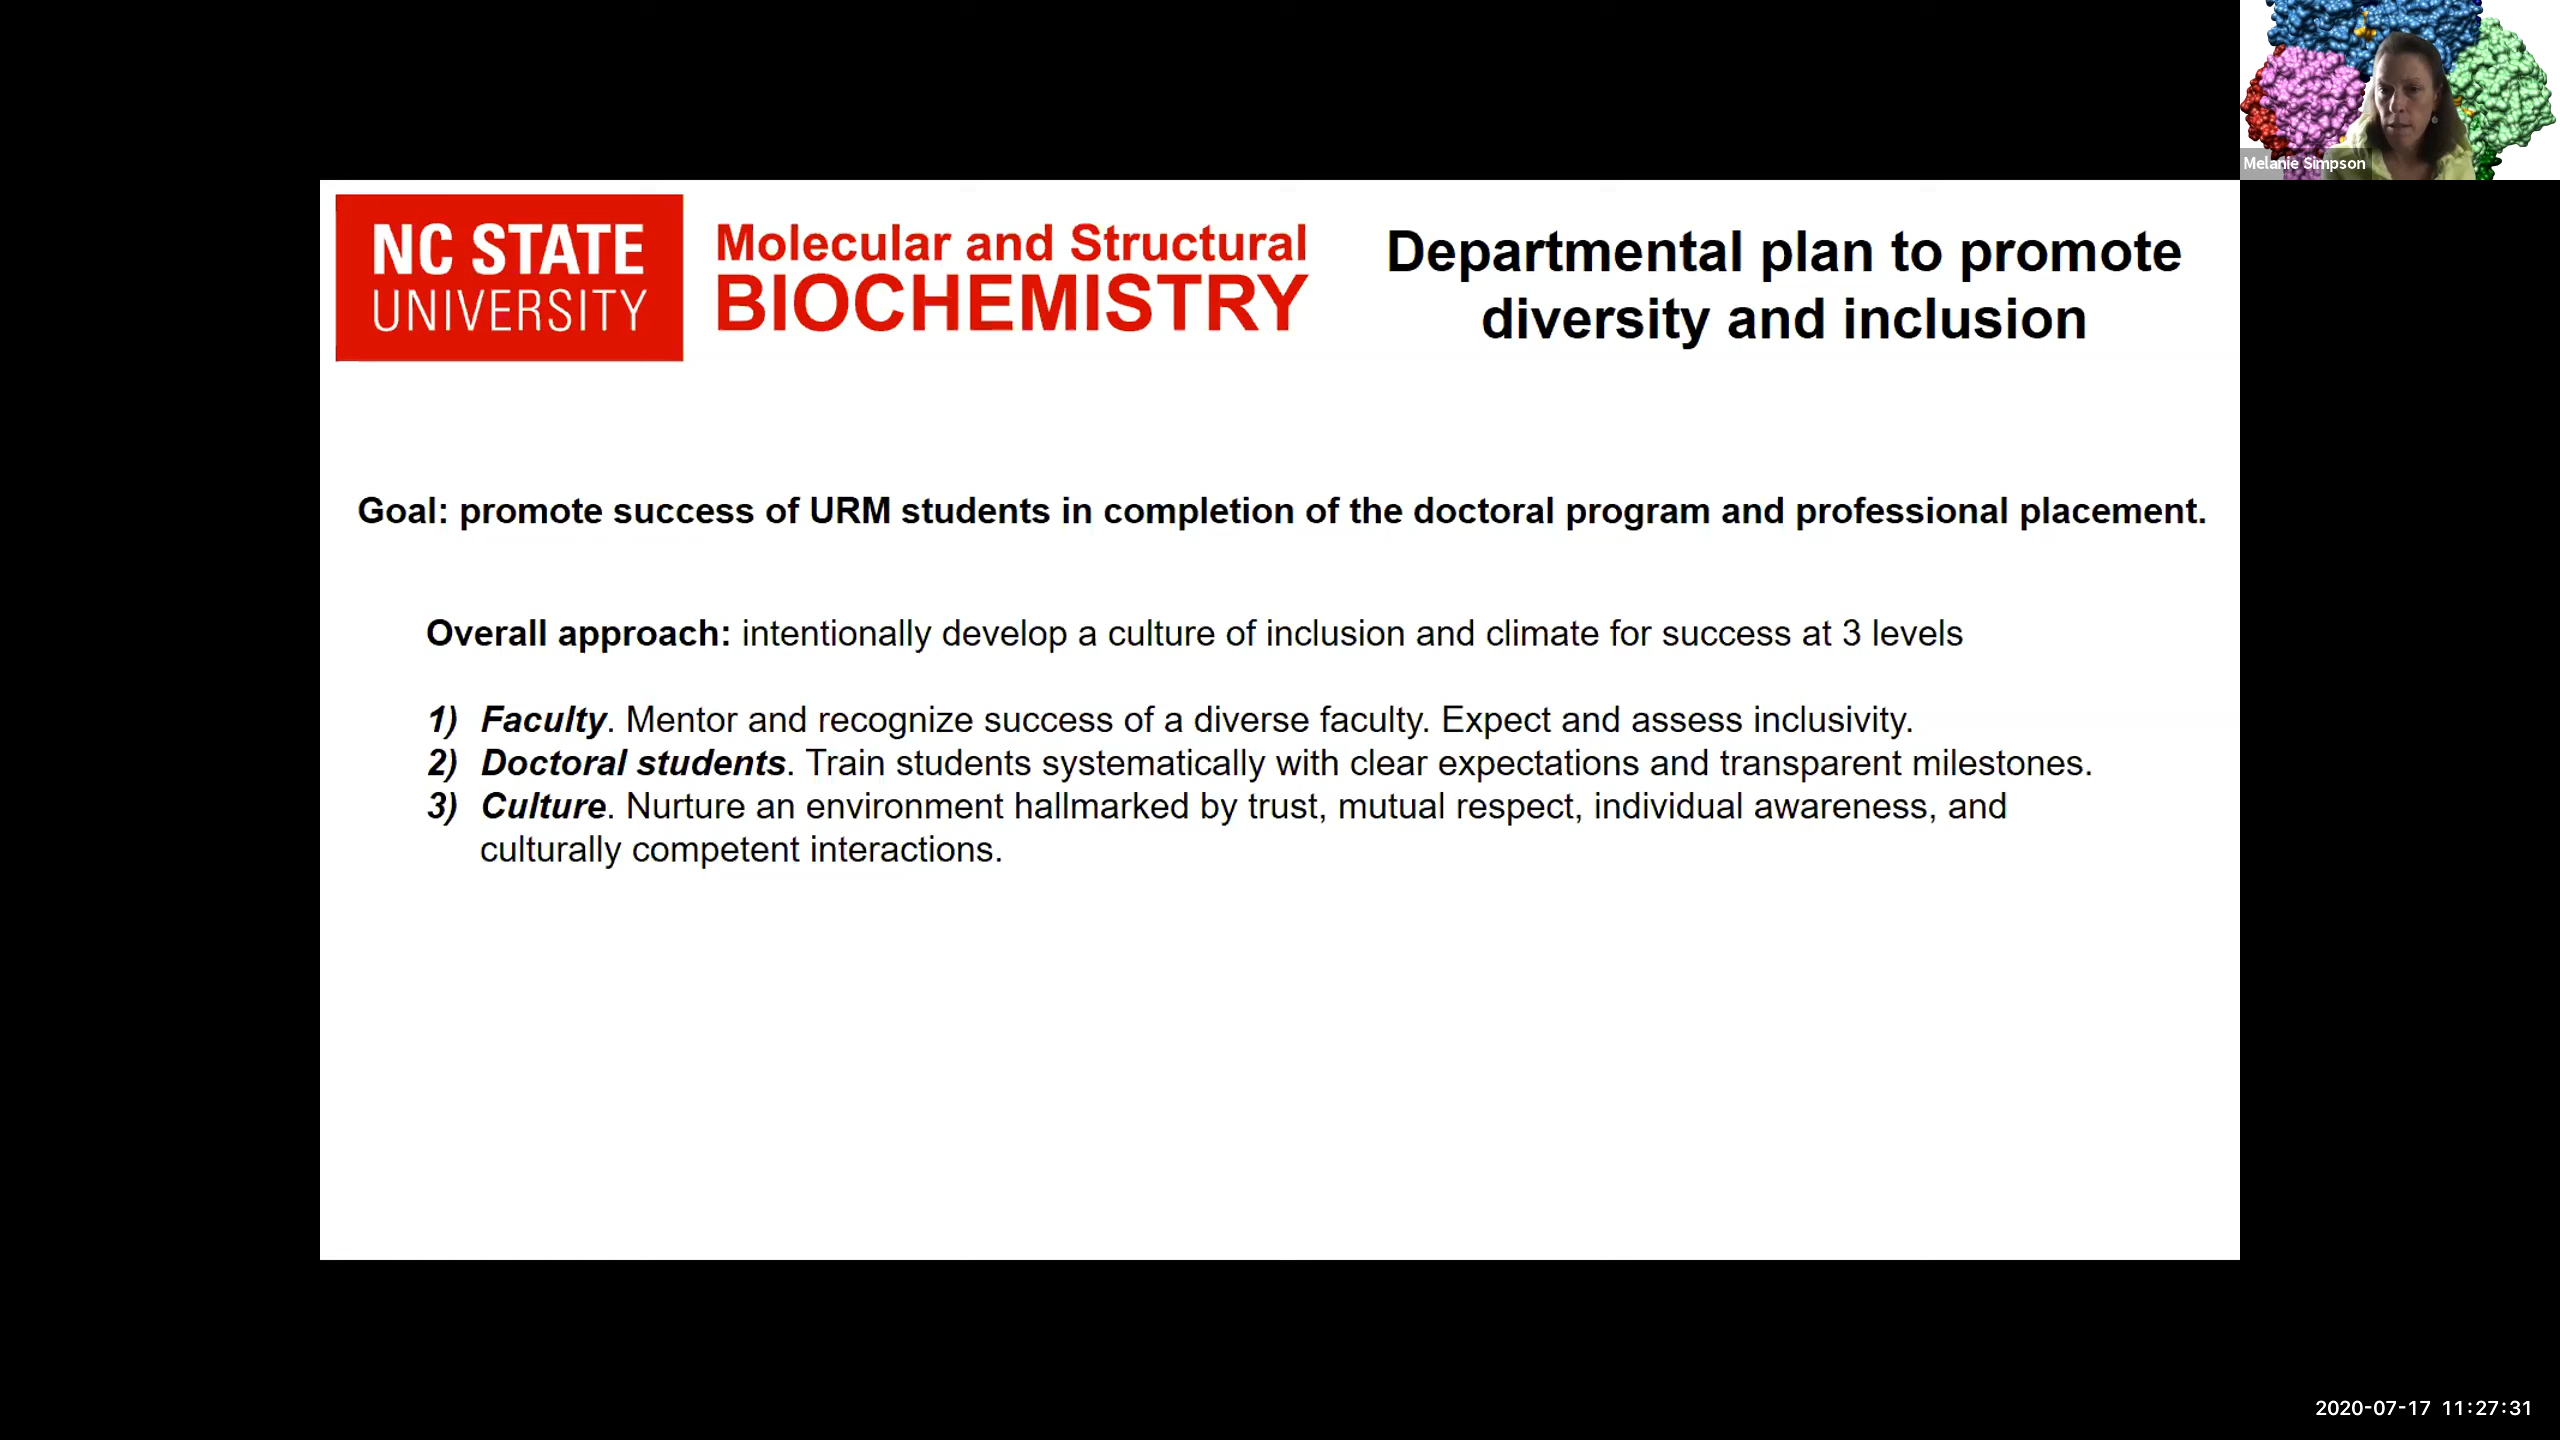 Melanie Simpson
NC STATE
UNIVERSITY
Molecular and Structural
BIOCHEMISTRY
Departmental plan to promote
diversity and inclusion
Goal: promote success of URM students in completion of the doctoral program and professional placement.
Overall approach: intentionally develop a culture of inclusion and climate for success at 3 levels
1) Faculty. Mentor and recognize success of a diverse faculty. Expect and assess inclusivity.
2) Doctoral students. Train students systematically with clear expectations and transparent milestones.
3) Culture. Nurture an environment hallmarked by trust, mutual respect, individual awareness, and
culturally competent interactions.
2020-07-17 11:27:31